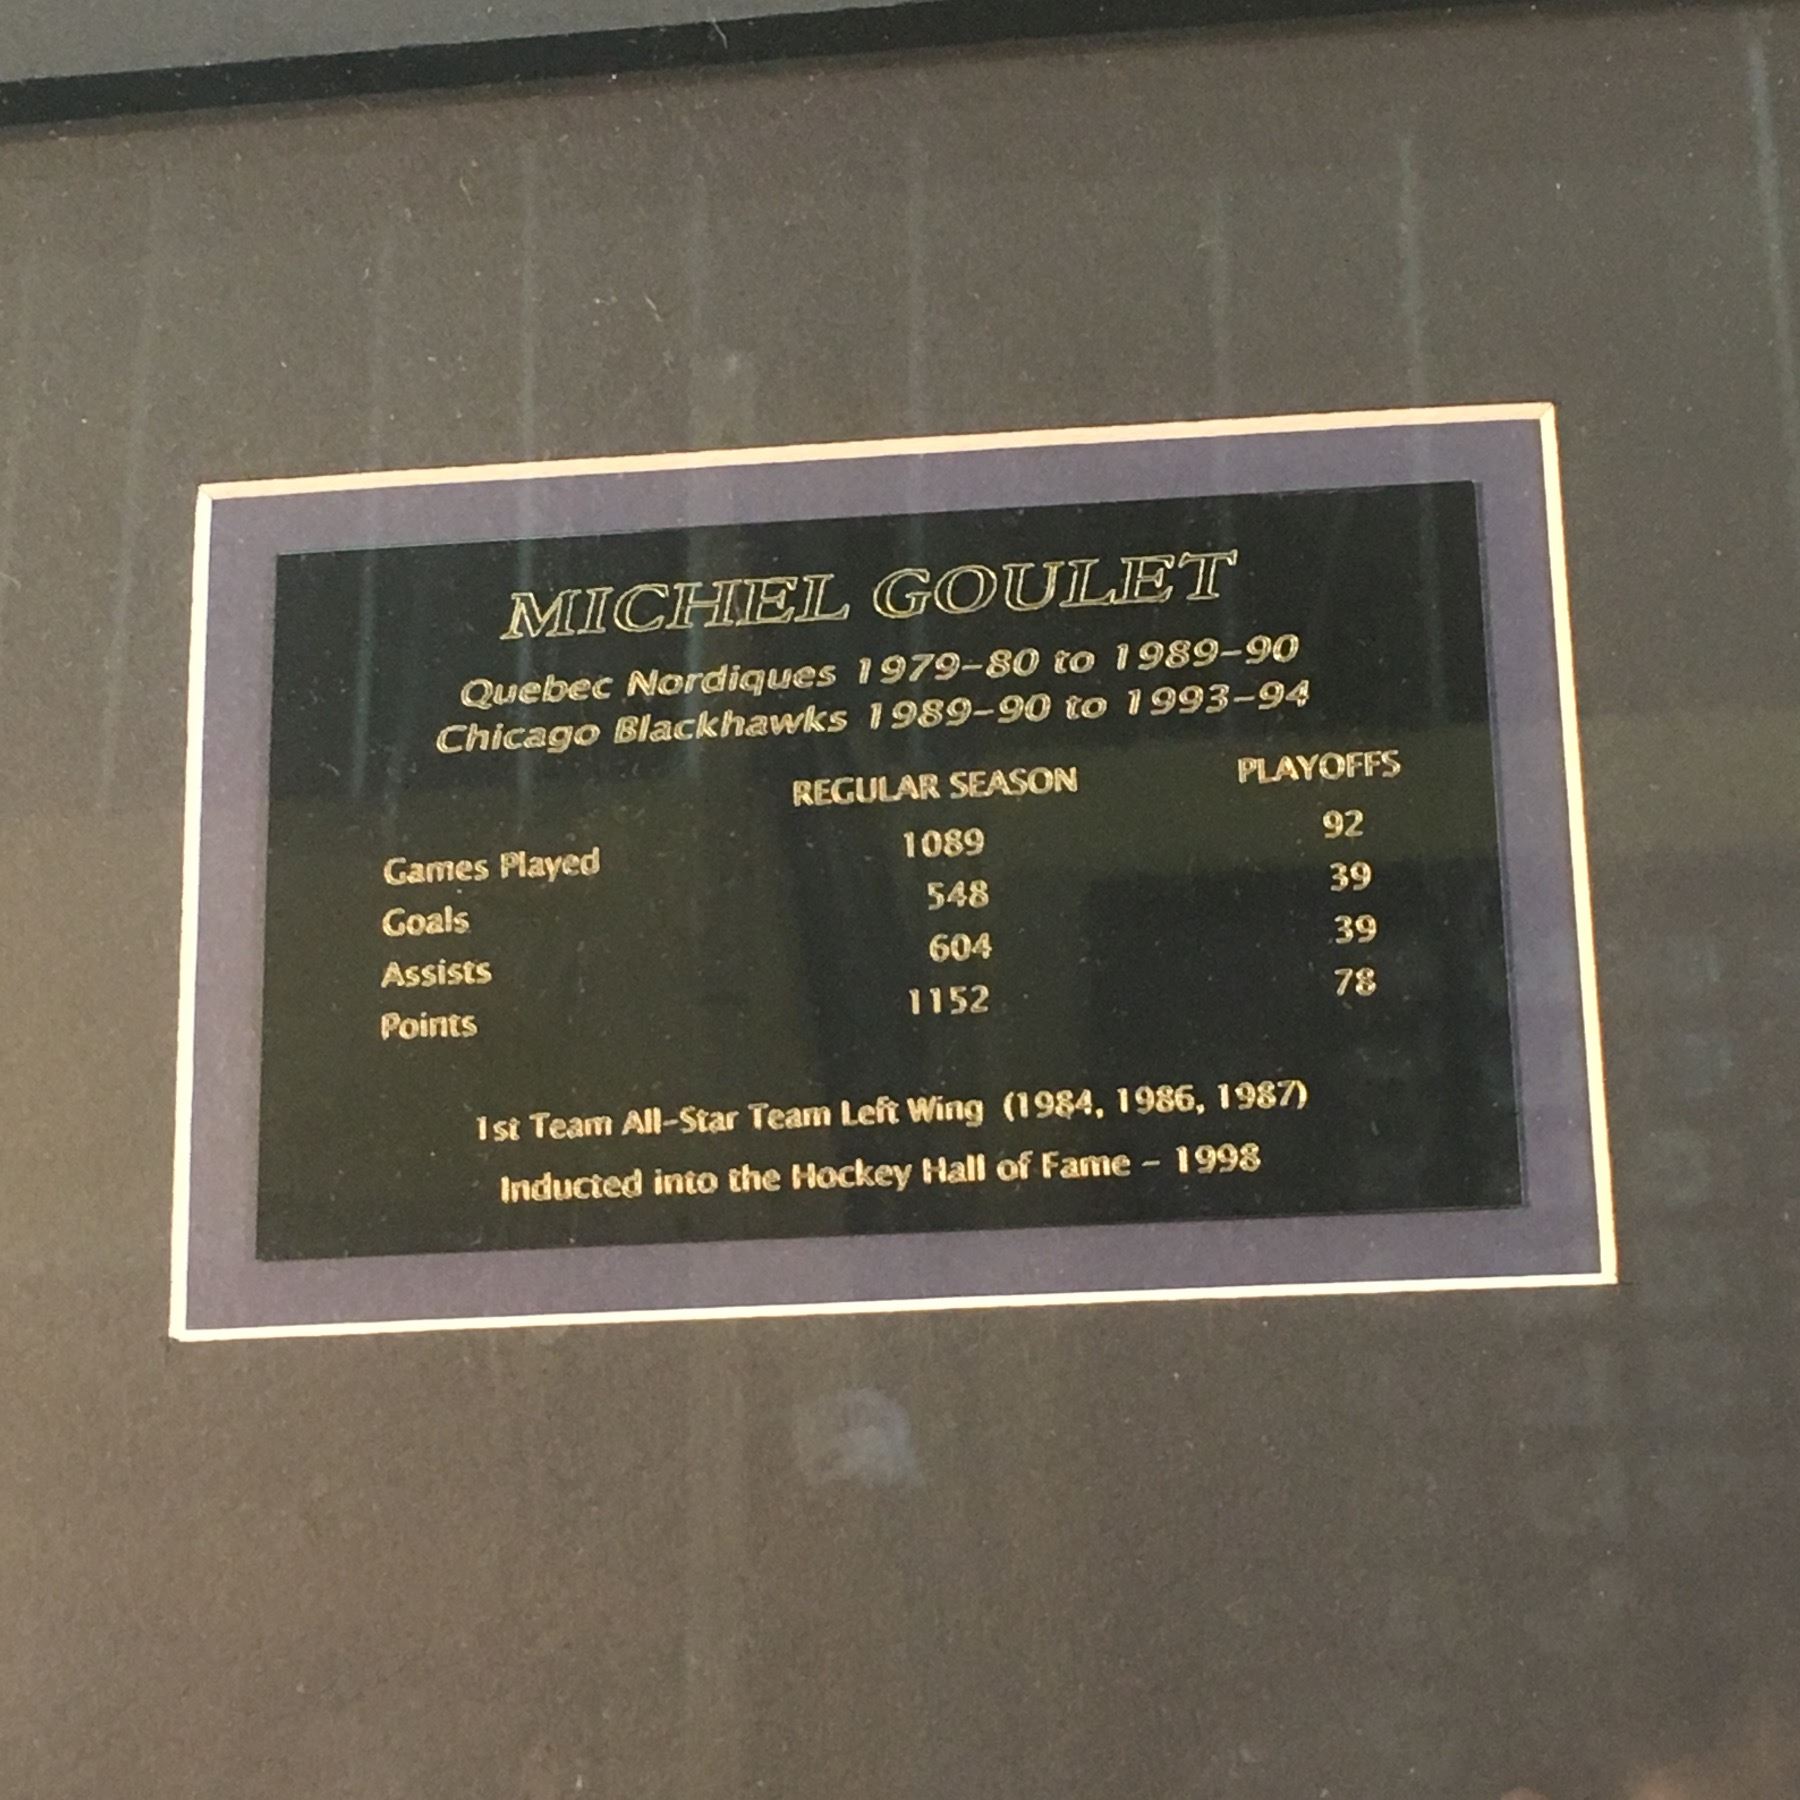 MICHEL GOULET
Quebec Nordiques 1979-80 to 1989-90
Chicago Blackhawks 1989-90 to 1993-94
REGULAR SEASON PLAYOFFS
Games Played 1089 92
Goals 548 39
Assists 604 39
Points 1152 78
1st Team All-Star Team Left Wing (1984, 1986, 1987)
Inducted into the Hockey Hall of Fame - 1998